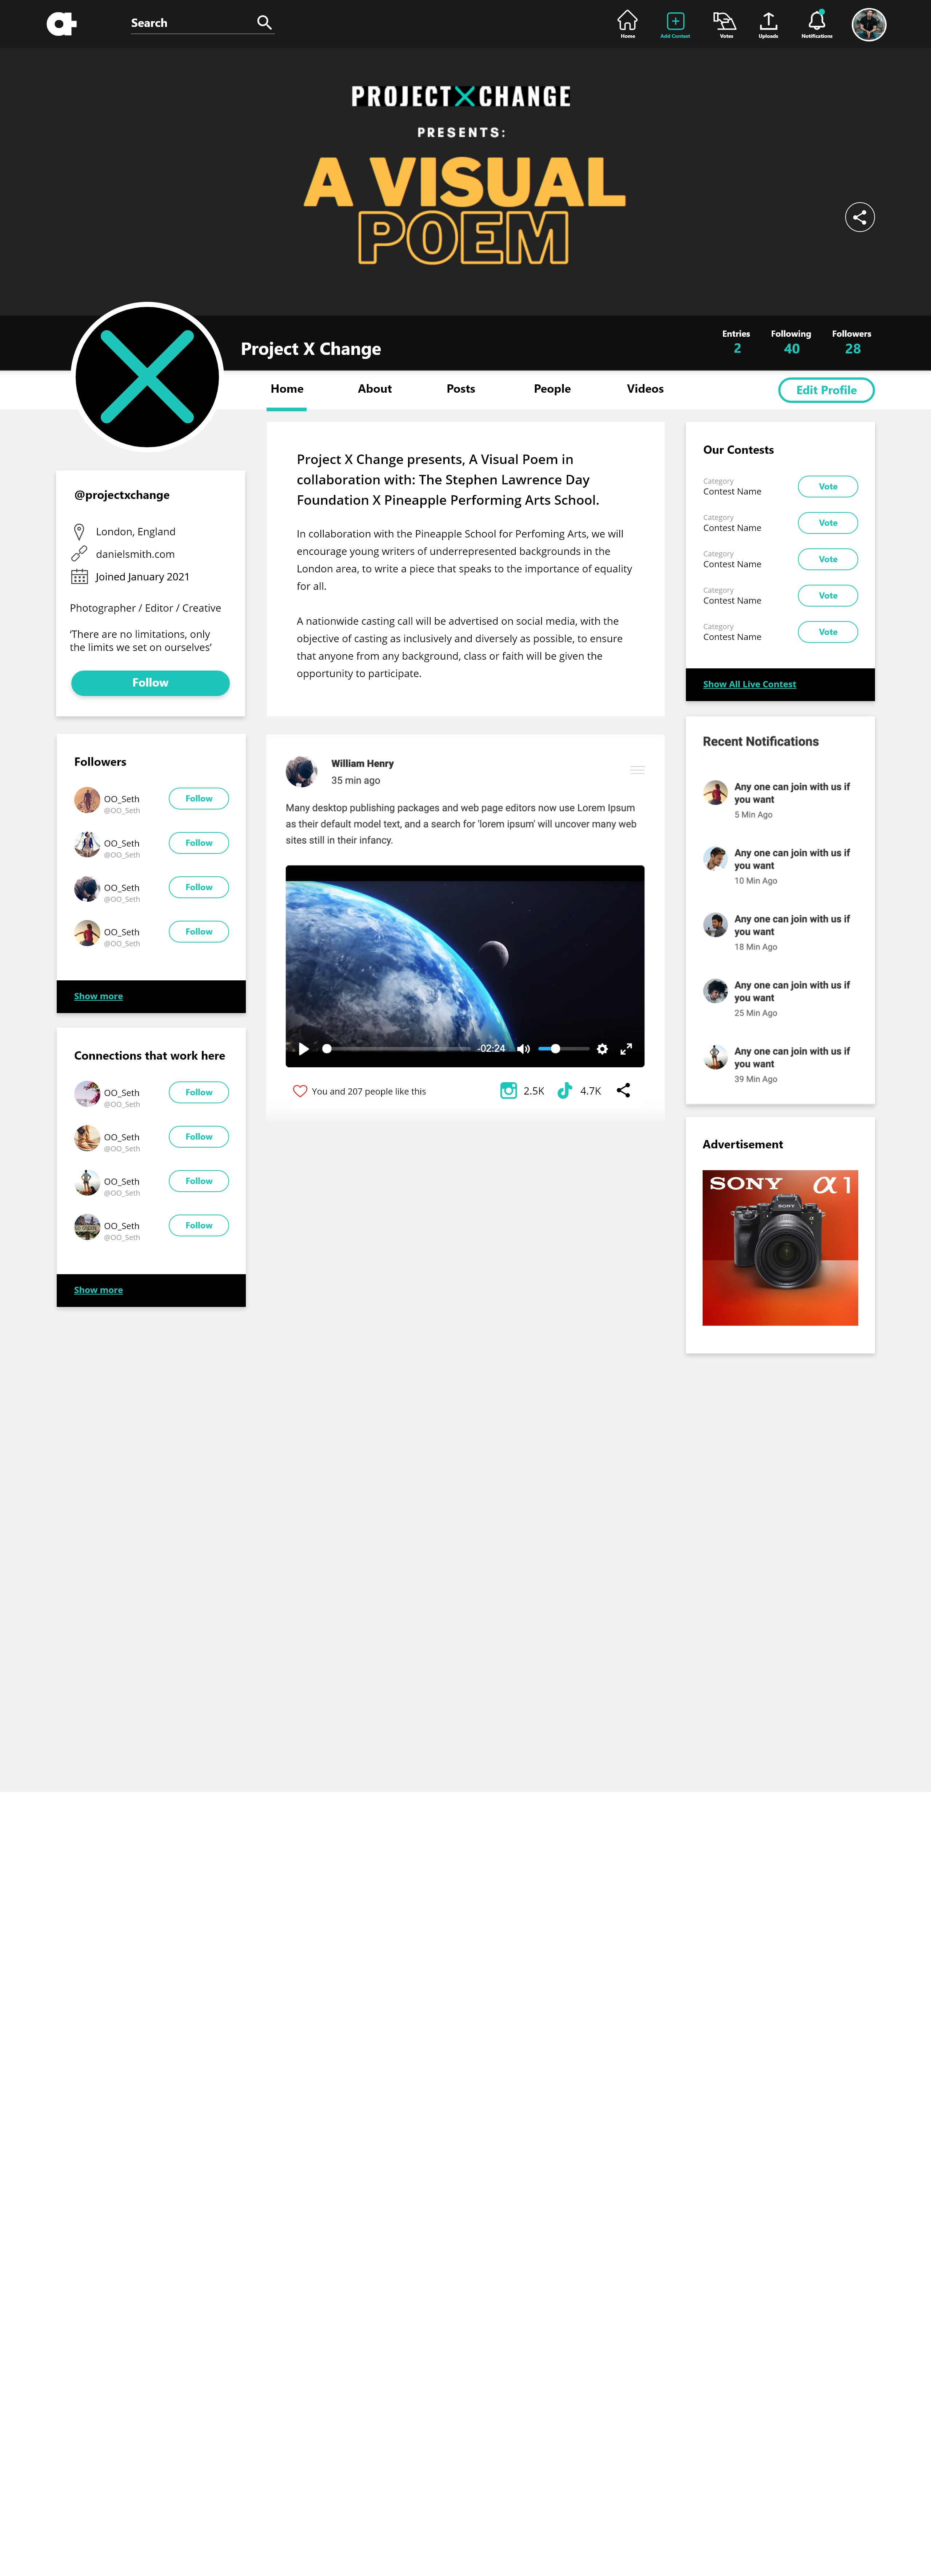 Search
Home
Add Contest
Votes
Uploads
Notifications
PROJECTXCHANGE
PRESENTS:
A VISUAL
POEM
Project X Change
Entries
2
Following
40
Followers
28
Home
About
Posts
People
Videos
Edit Profile
@projectxchange
London, England
danielsmith.com
Joined January 2021
Photographer / Editor / Creative
‘There are no limitations, only
the limits we set on ourselves’
Follow
Followers
OO_Seth
@OO_Seth
Follow
OO_Seth
@OO_Seth
Follow
OO_Seth
@OO_Seth
Follow
OO_Seth
@OO_Seth
Follow
Show more
Connections that work here
OO_Seth
@OO_Seth
Follow
OO_Seth
@OO_Seth
Follow
OO_Seth
@OO_Seth
Follow
OO_Seth
@OO_Seth
Follow
Show more
Project X Change presents, A Visual Poem in
collaboration with: The Stephen Lawrence Day
Foundation X Pineapple Performing Arts School.
In collaboration with the Pineapple School for Perfoming Arts, we will
encourage young writers of underrepresented backgrounds in the
London area, to write a piece that speaks to the importance of equality
for all.
A nationwide casting call will be advertised on social media, with the
objective of casting as inclusively and diversely as possible, to ensure
that anyone from any background, class or faith will be given the
opportunity to participate.
William Henry
35 min ago
Many desktop publishing packages and web page editors now use Lorem Ipsum
as their default model text, and a search for 'lorem ipsum' will uncover many web
sites still in their infancy.
-02:24
You and 207 people like this
2.5K
4.7K
Our Contests
Category
Contest Name
Vote
Category
Contest Name
Vote
Category
Contest Name
Vote
Category
Contest Name
Vote
Category
Contest Name
Vote
Show All Live Contest
Recent Notifications
Any one can join with us if
you want
5 Min Ago
Any one can join with us if
you want
10 Min Ago
Any one can join with us if
you want
18 Min Ago
Any one can join with us if
you want
25 Min Ago
Any one can join with us if
you want
39 Min Ago
Advertisement
SONY α1
SONY
α